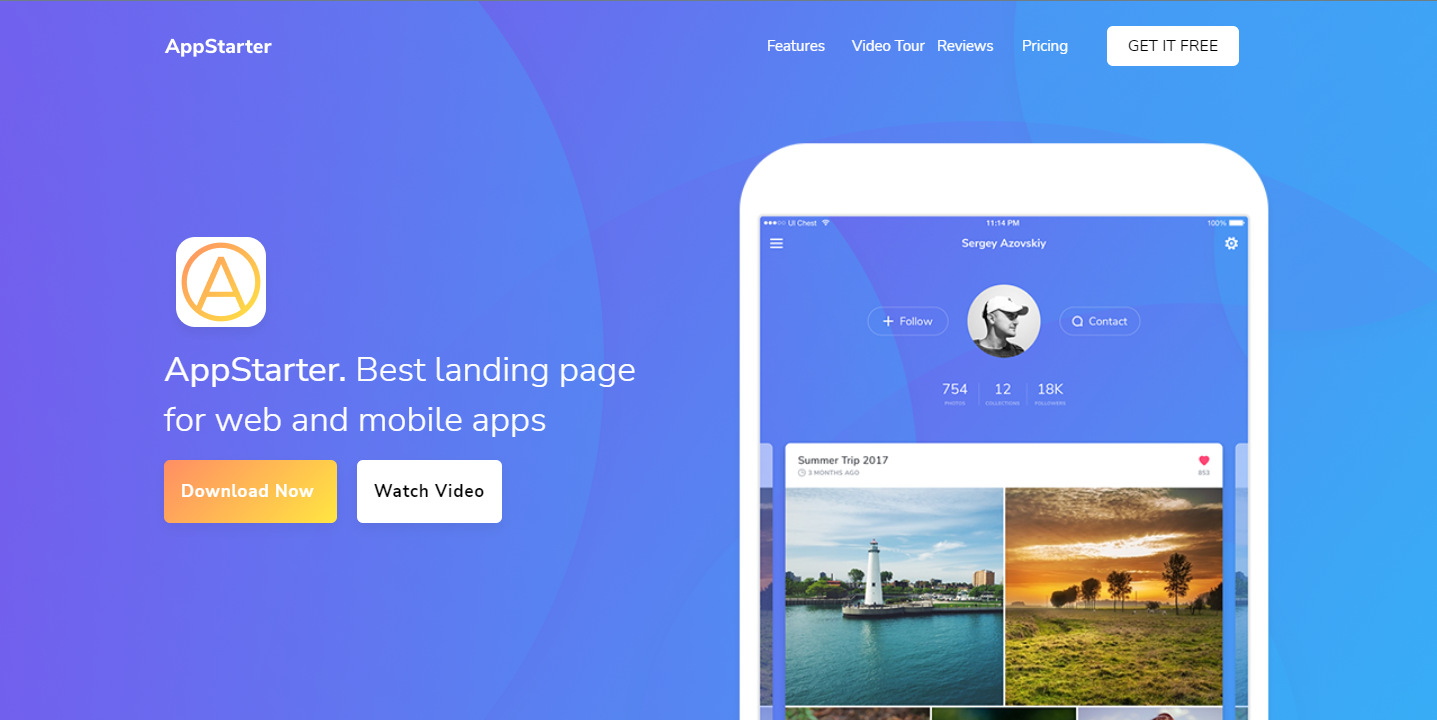 AppStarter
Features Video Tour Reviews Pricing GET IT FREE
AppStarter. Best landing page
for web and mobile apps
Download Now Watch Video
UI Chest 11:14 PM 100%
Sergey Azovskiy
Follow Contact
754 12 18K
PHOTOS COLLECTIONS FOLLOWERS
Summer Trip 2017
3 MONTHS AGO 853